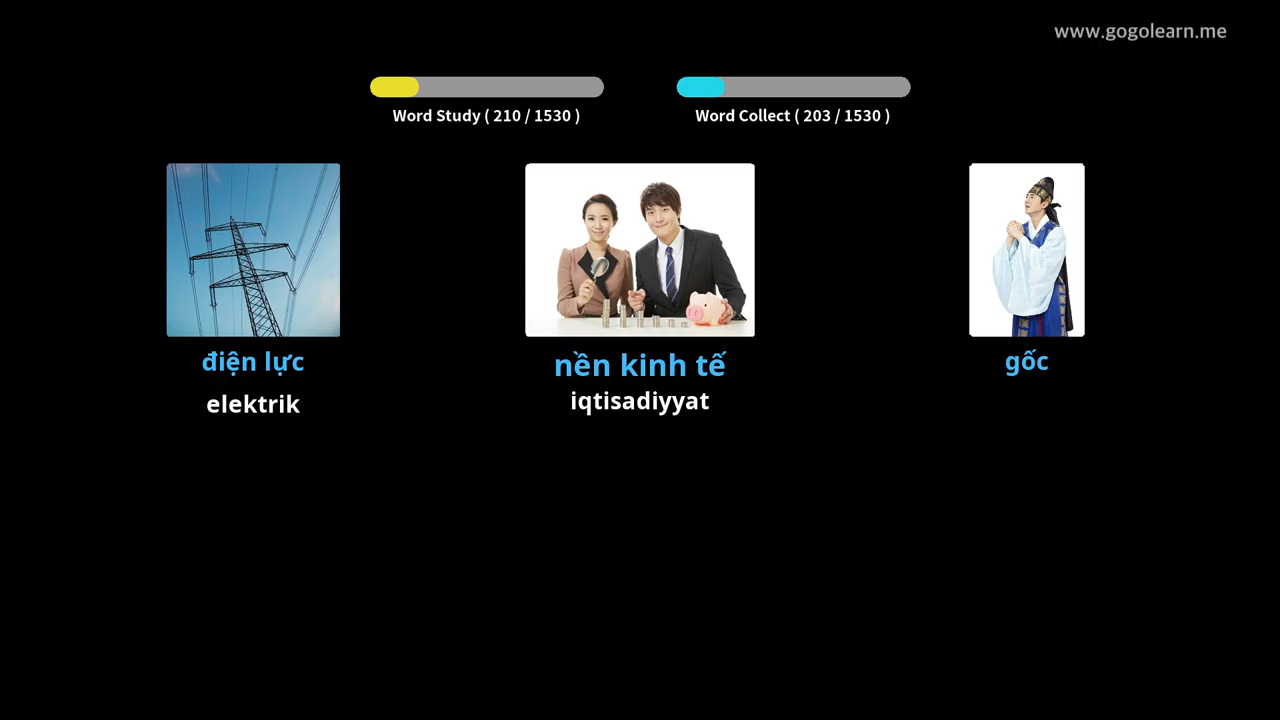 www.gogolearn.me
Word Study ( 210 / 1530 )
Word Collect ( 203 / 1530 )
điện lực
elektrik
nền kinh tế
iqtisadiyyat
gốc